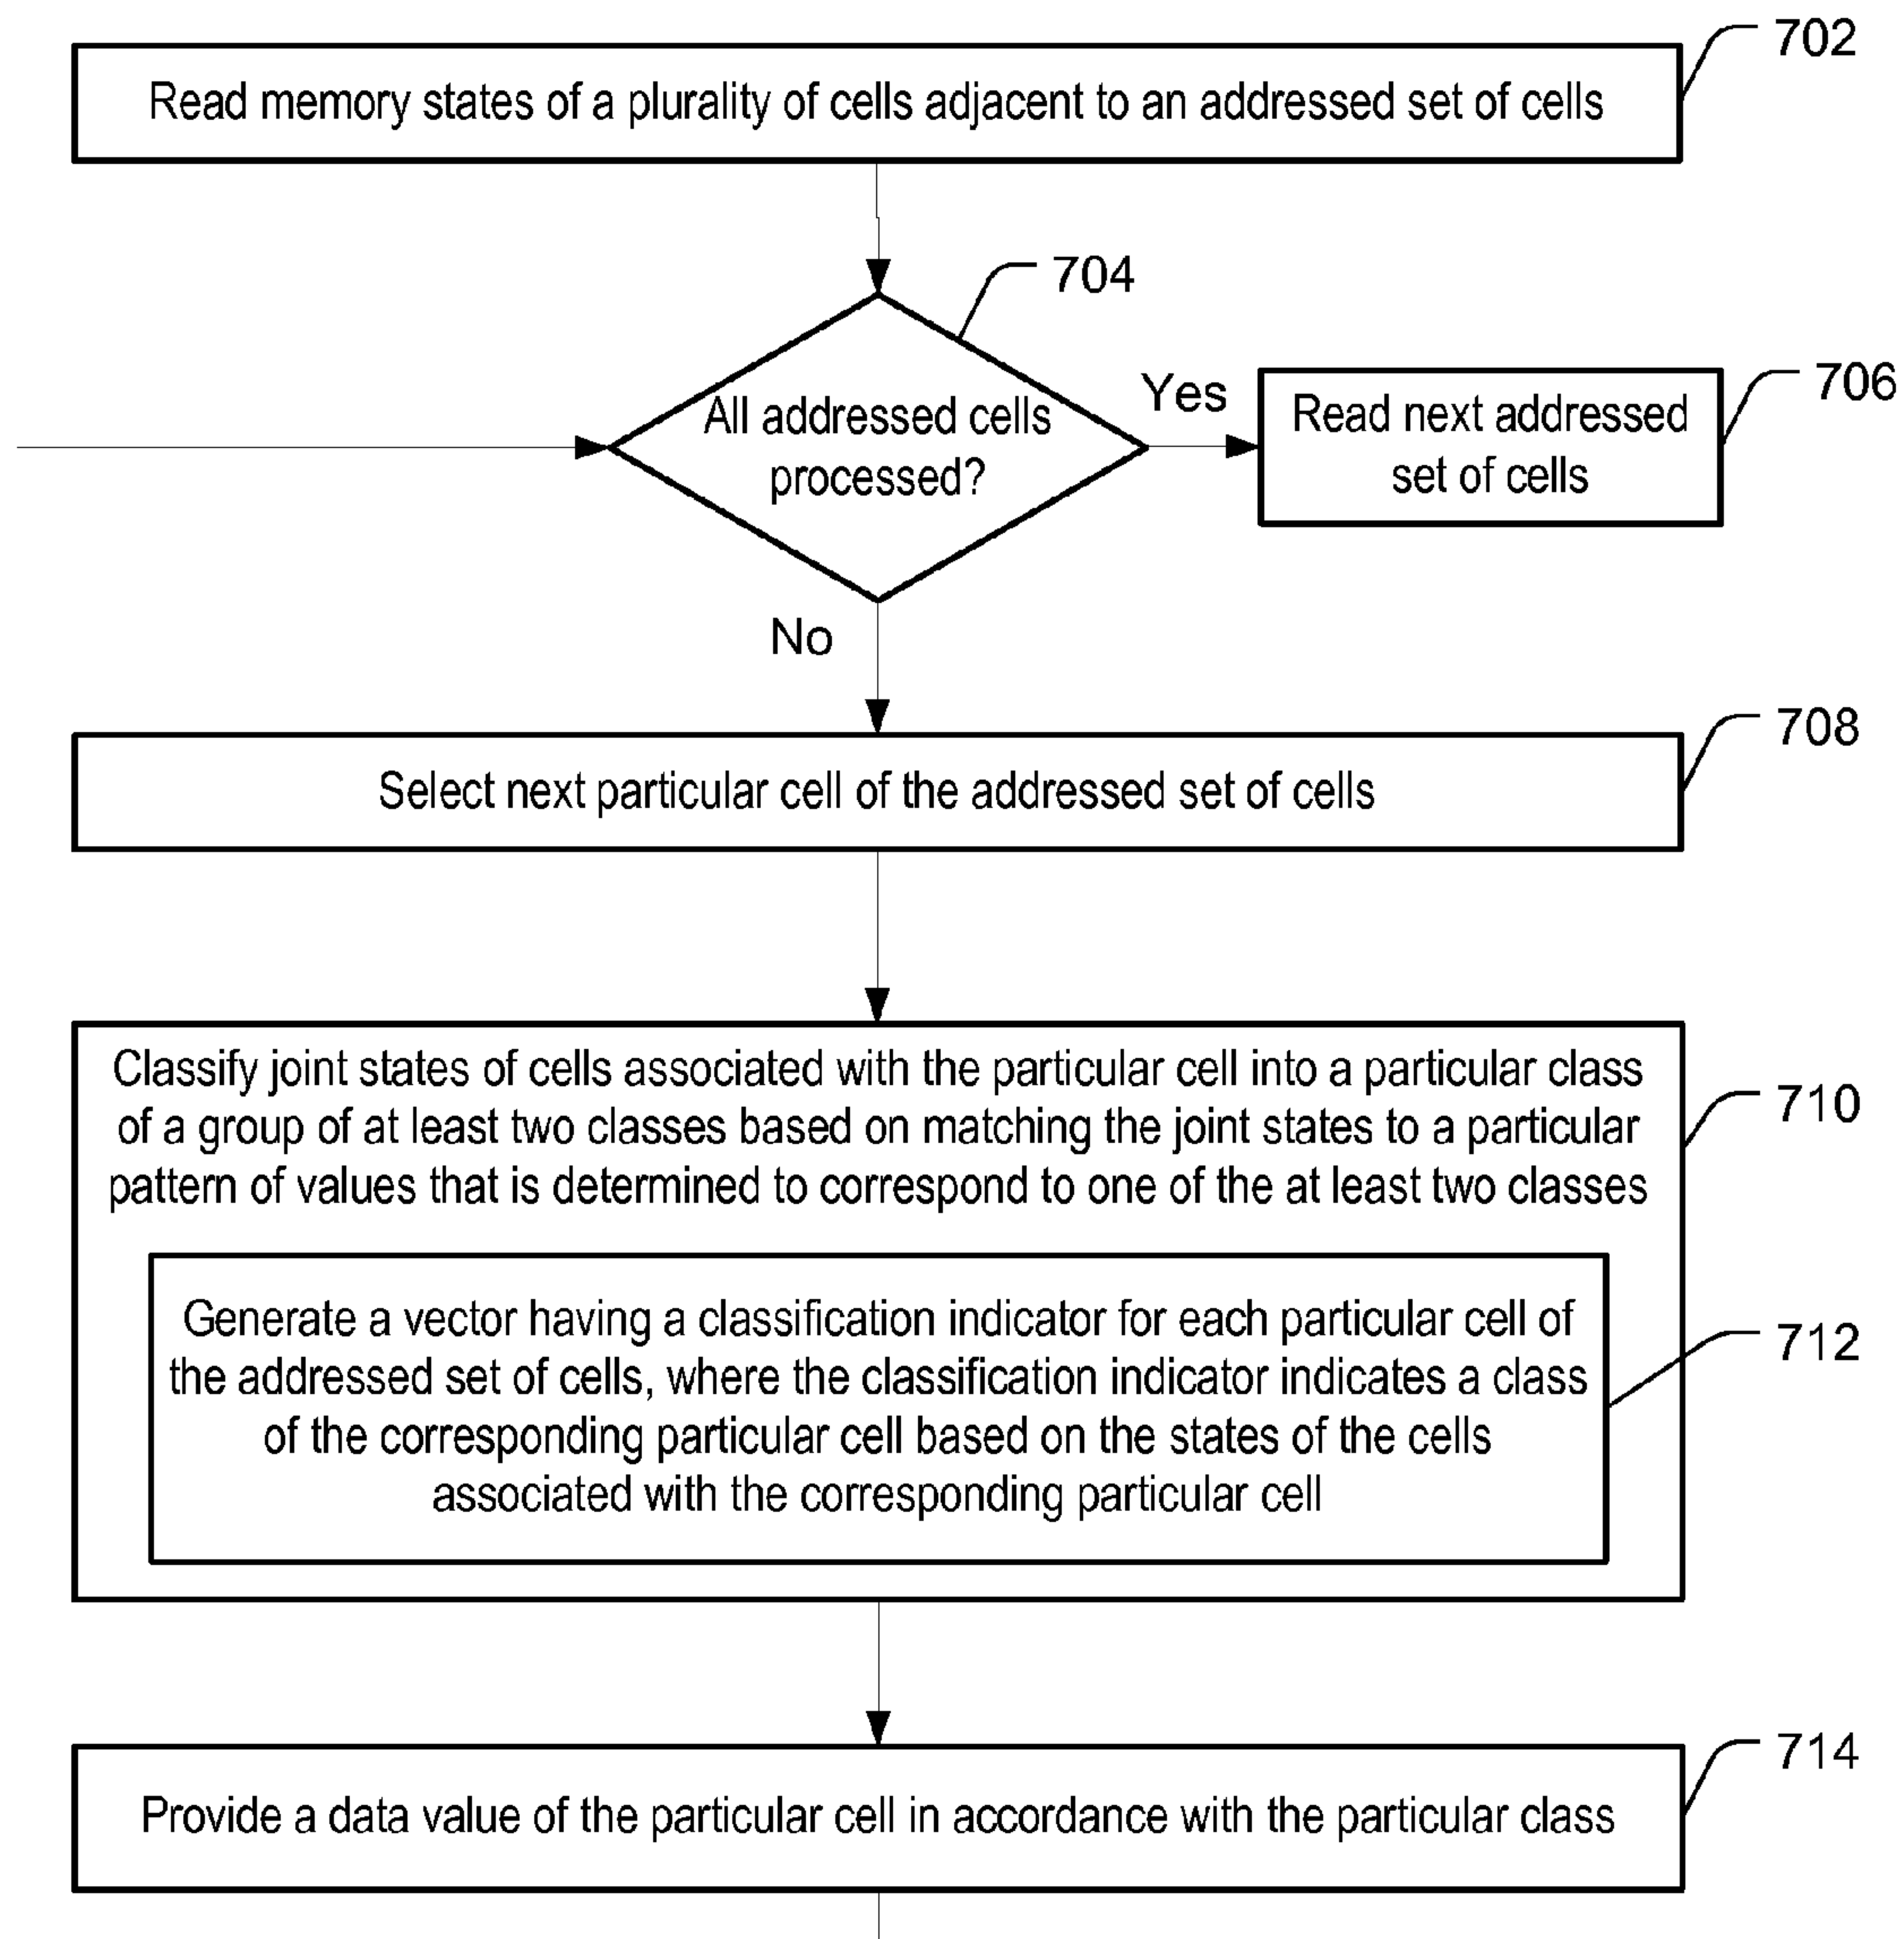 702
Read memory states of a plurality of cells adjacent to an addressed set of cells
704
All addressed cells
processed?
Yes
706
Read next addressed
set of cells
No
708
Select next particular cell of the addressed set of cells
710
Classify joint states of cells associated with the particular cell into a particular class
of a group of at least two classes based on matching the joint states to a particular
pattern of values that is determined to correspond to one of the at least two classes
712
Generate a vector having a classification indicator for each particular cell of
the addressed set of cells, where the classification indicator indicates a class
of the corresponding particular cell based on the states of the cells
associated with the corresponding particular cell
714
Provide a data value of the particular cell in accordance with the particular class